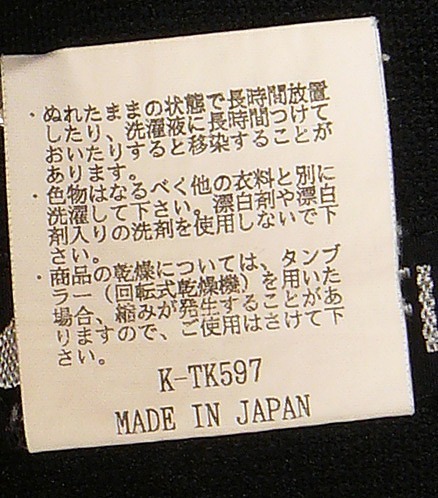 ・ぬれたままの状態で長時間放置
したり、洗濯液に長時間つけて
おいたりすると移染することが
あります。
・色物はなるべく他の衣料と別に
洗濯して下さい。漂白剤や漂白
剤入りの洗剤を使用しないで下
さい。
・商品の乾燥については、タンブ
ラー（回転式乾燥機）を用いた
場合、縮みが発生することがあ
りますので、ご使用はさけて下
さい。
K-TK597
MADE IN JAPAN